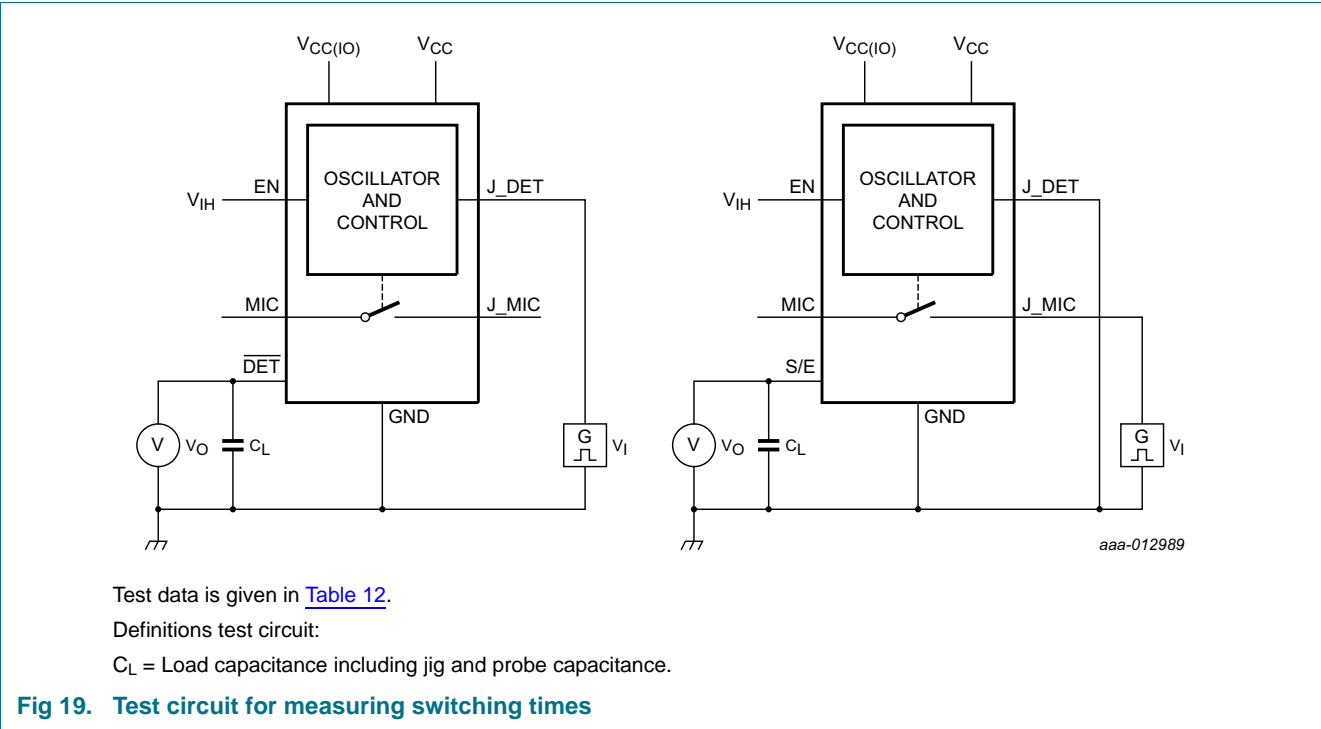 VCC(IO) VCC
EN
VIH
OSCILLATOR
AND
CONTROL
J_DET
MIC
J_MIC
DET
GND
V
VO
CL
G
VI
VCC(IO) VCC
EN
VIH
OSCILLATOR
AND
CONTROL
J_DET
MIC
J_MIC
S/E
GND
V
VO
CL
G
VI
aaa-012989
Test data is given in Table 12.
Definitions test circuit:
CL = Load capacitance including jig and probe capacitance.
Fig 19. Test circuit for measuring switching times